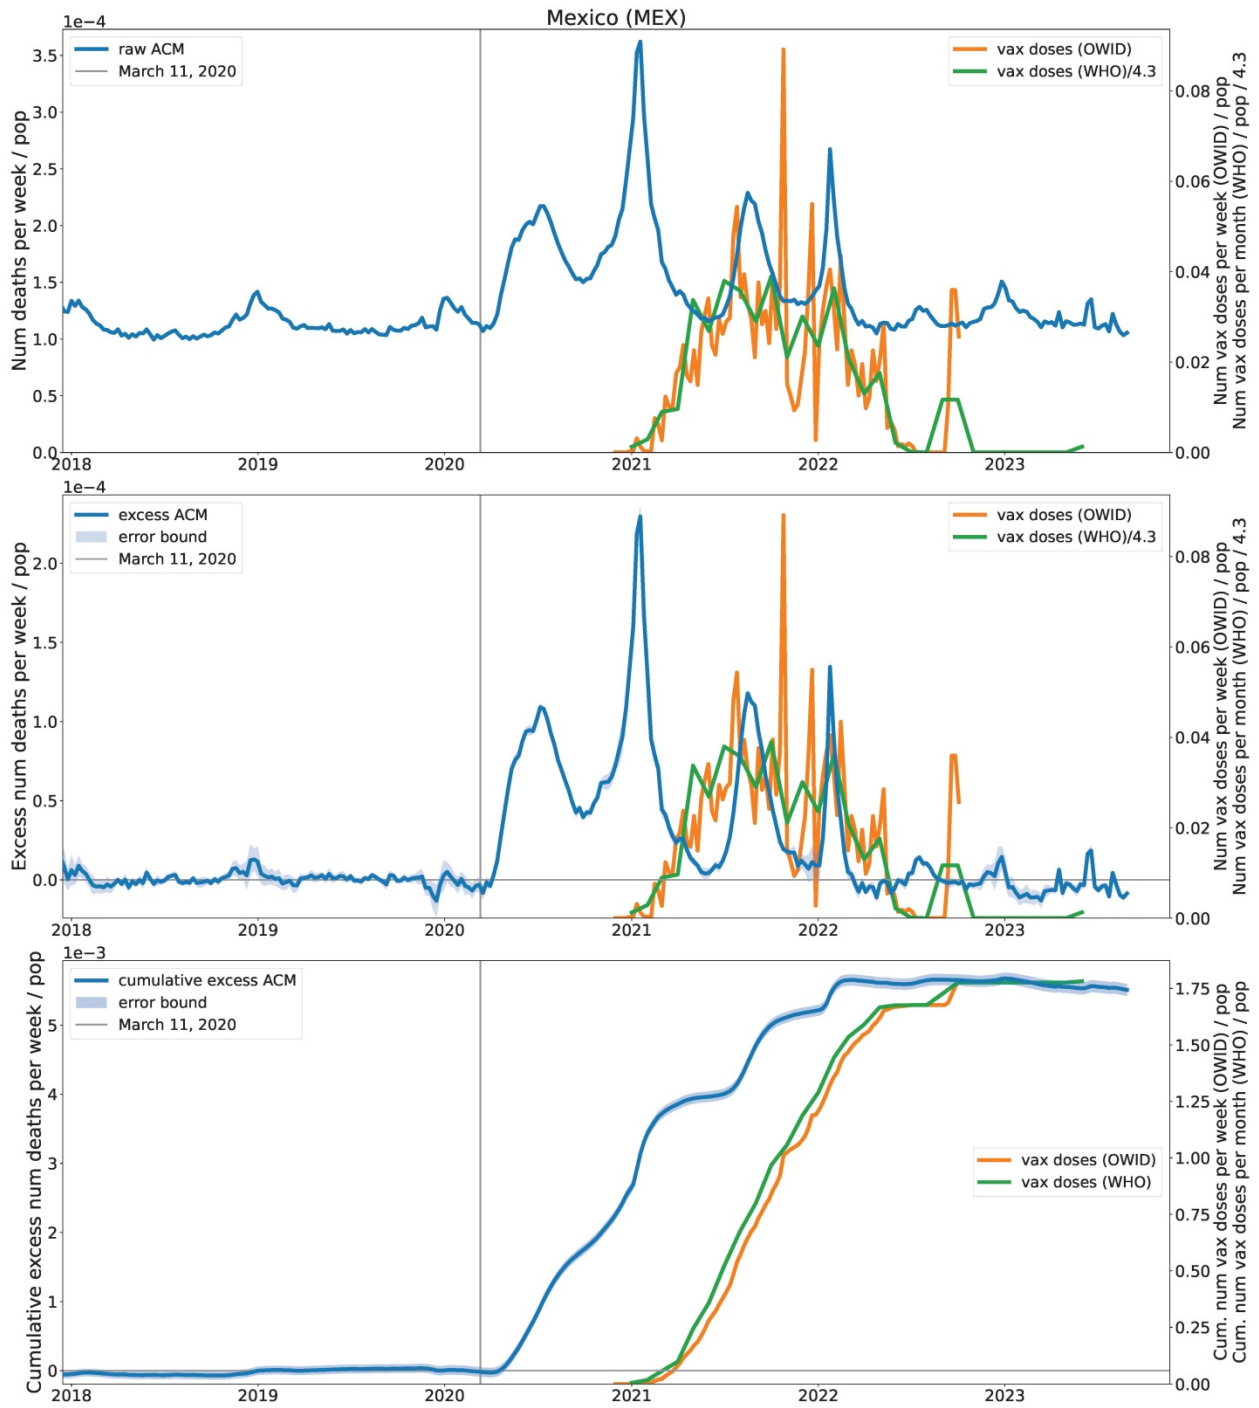 Mexico (MEX)
1e−4
raw ACM
March 11, 2020
vax doses (OWID)
vax doses (WHO)/4.3
Num deaths per week / pop
3.5
3.0
2.5
2.0
1.5
1.0
0.5
0.0
0.08
0.06
0.04
0.02
0.00
Num vax doses per week (OWID) / pop
Num vax doses per month (WHO) / pop / 4.3
2018 2019 2020 2021 2022 2023
1e−4
excess ACM
error bound
March 11, 2020
vax doses (OWID)
vax doses (WHO)/4.3
Excess num deaths per week / pop
2.0
1.5
1.0
0.5
0.0
0.08
0.06
0.04
0.02
0.00
Num vax doses per week (OWID) / pop
Num vax doses per month (WHO) / pop / 4.3
2018 2019 2020 2021 2022 2023
1e−3
cumulative excess ACM
error bound
March 11, 2020
Cumulative excess num deaths per week / pop
5
4
3
2
1
0
vax doses (OWID)
vax doses (WHO)
1.75
1.50
1.25
1.00
0.75
0.50
0.25
0.00
Cum. num vax doses per week (OWID) / pop
Cum. num vax doses per month (WHO) / pop
2018 2019 2020 2021 2022 2023